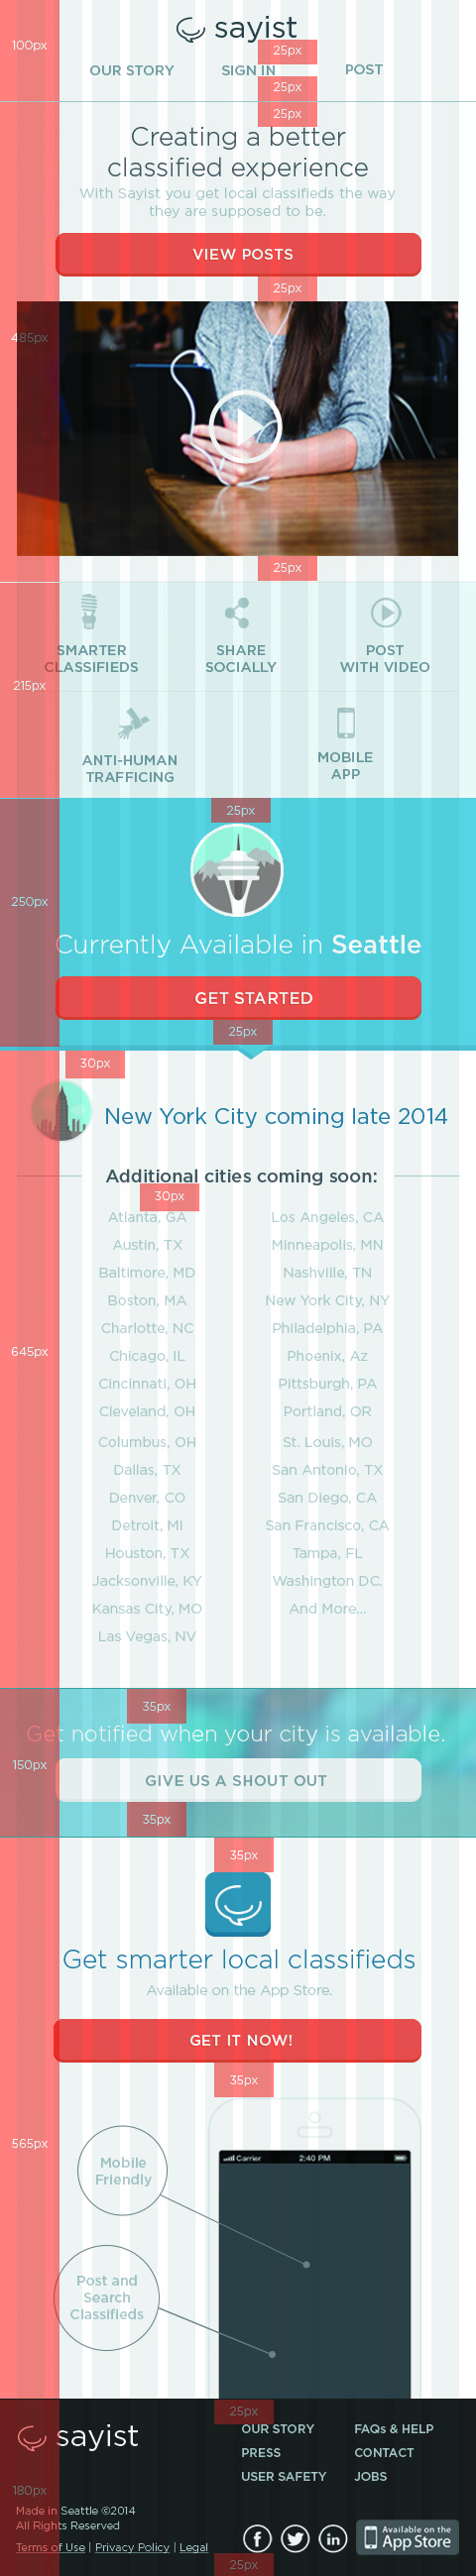 100px
sayist
25px
OUR STORY SIGN IN POST
25px
25px
Creating a better
classified experience
With Sayist you get local classifieds the way
they are supposed to be.
VIEW POSTS
25px
485px
25px
SMARTER
CLASSIFIEDS
SHARE
SOCIALLY
POST
WITH VIDEO
215px
ANTI-HUMAN
TRAFFICING
MOBILE
APP
25px
250px
Currently Available in Seattle
GET STARTED
25px
30px
New York City coming late 2014
Additional cities coming soon:
30px
Atlanta, GA
Austin, TX
Baltimore, MD
Boston, MA
Charlotte, NC
Chicago, IL
Cincinnati, OH
Cleveland, OH
Columbus, OH
Dallas, TX
Denver, CO
Detroit, MI
Houston, TX
Jacksonville, KY
Kansas City, MO
Las Vegas, NV
Los Angeles, CA
Minneapolis, MN
Nashville, TN
New York City, NY
Philadelphia, PA
Phoenix, Az
Pittsburgh, PA
Portland, OR
St. Louis, MO
San Antonio, TX
San Diego, CA
San Francisco, CA
Tampa, FL
Washington DC.
And More...
645px
35px
Get notified when your city is available.
150px
GIVE US A SHOUT OUT
35px
35px
Get smarter local classifieds
Available on the App Store.
GET IT NOW!
35px
565px
Carrier 2:40 PM
Mobile
Friendly
Post and
Search
Classifieds
25px
sayist
OUR STORY
PRESS
USER SAFETY
FAQs & HELP
CONTACT
JOBS
180px
Made in Seattle ©2014
All Rights Reserved
Terms of Use | Privacy Policy | Legal
f
in
Available on the
App Store
25px